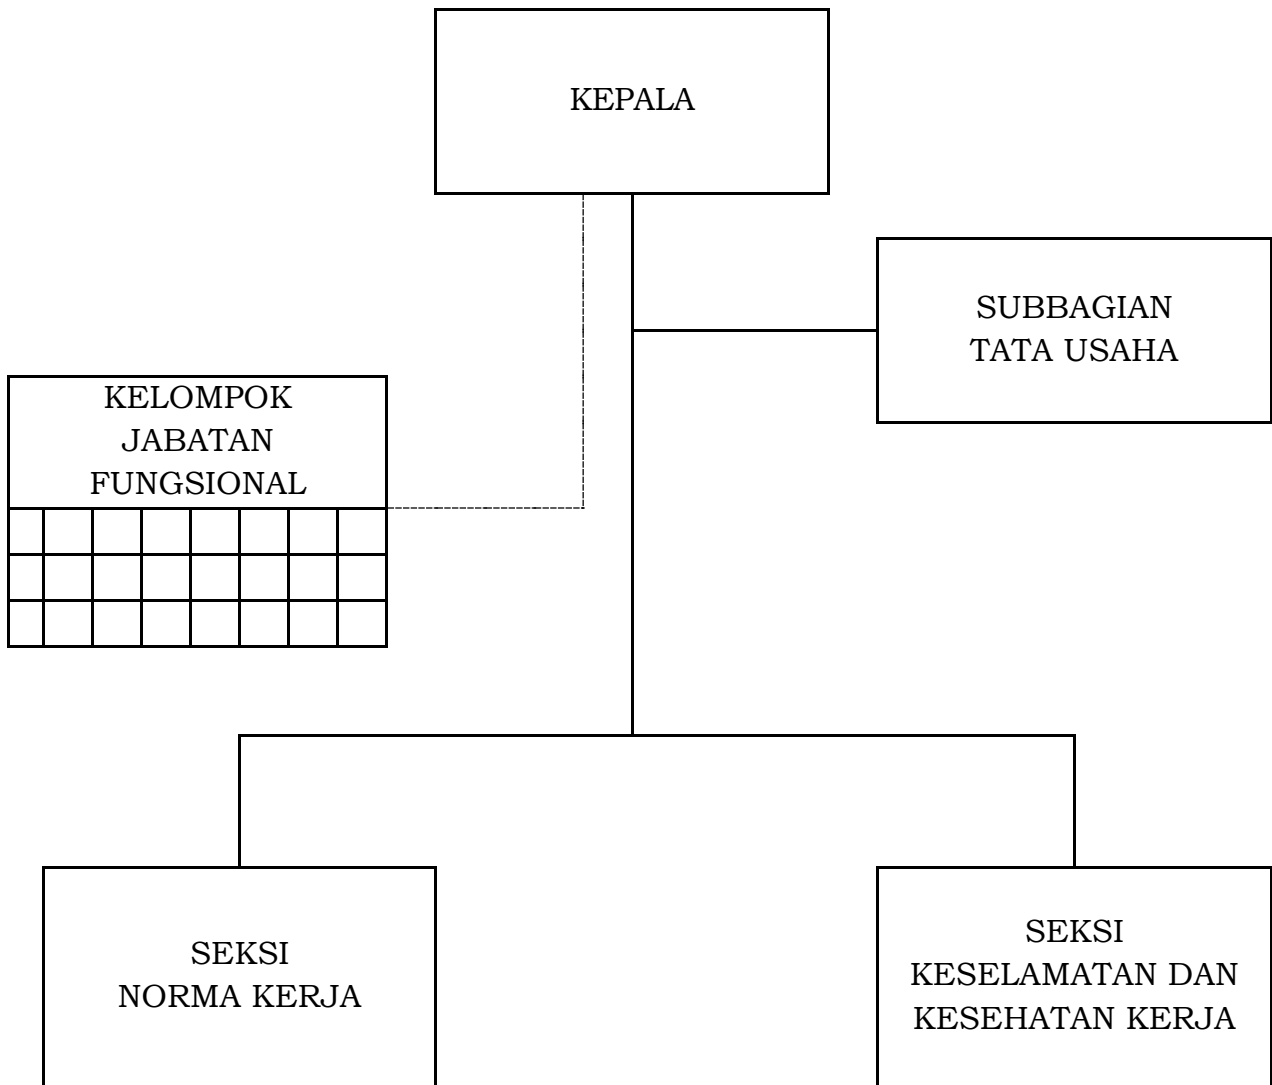 KEPALA
SUBBAGIAN
TATA USAHA
KELOMPOK
JABATAN
FUNGSIONAL
SEKSI
NORMA KERJA
SEKSI
KESELAMATAN DAN
KESEHATAN KERJA